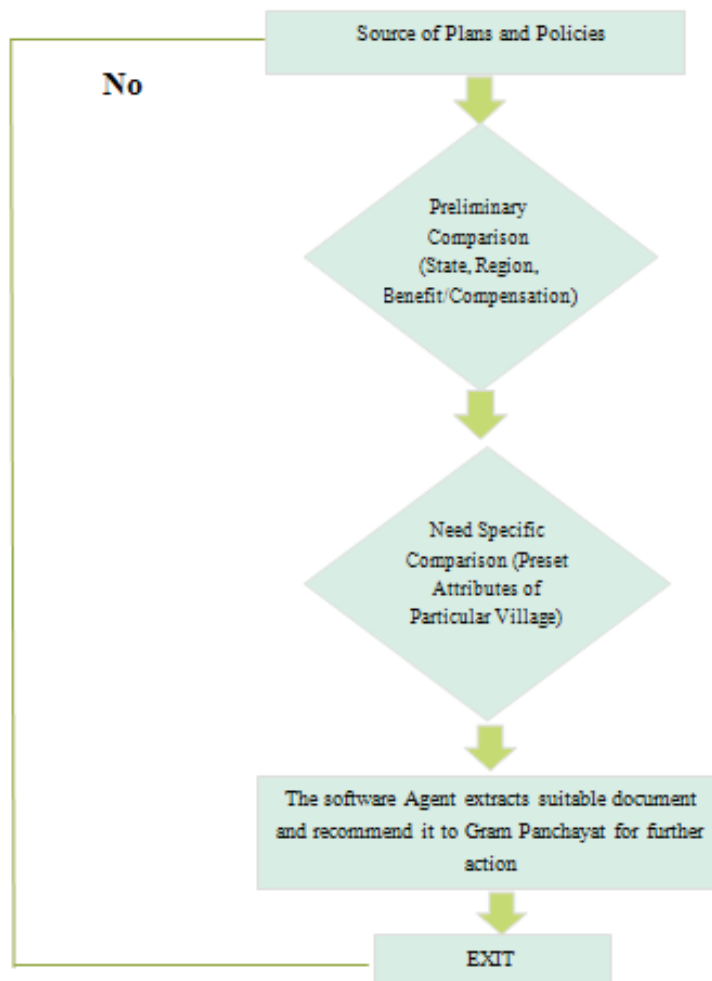 Source of Plans and Policies
No
Preliminary
Comparison
(State, Region,
Benefit/Compensation)
Need Specific
Comparison (Preset
Attributes of
Particular Village)
The software Agent extracts suitable document
and recommend it to Gram Panchayat for further
action
EXIT